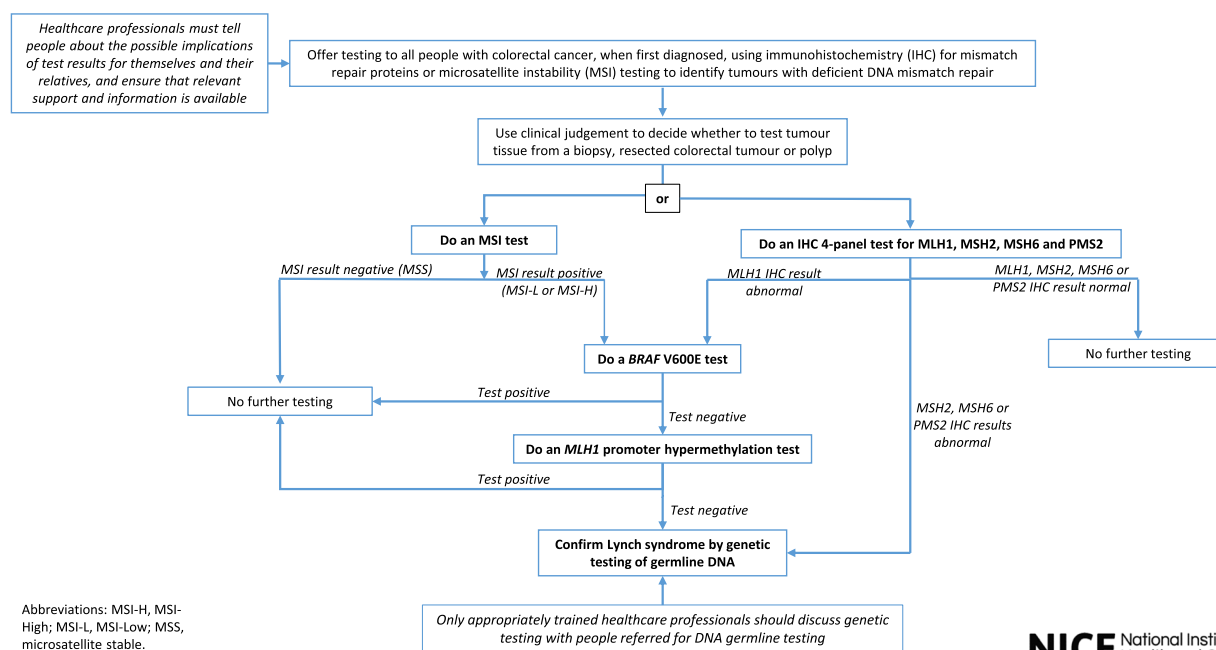 Healthcare professionals must tell
people about the possible implications
of test results for themselves and their
relatives, and ensure that relevant
support and information is available
Offer testing to all people with colorectal cancer, when first diagnosed, using immunohistochemistry (IHC) for mismatch
repair proteins or microsatellite instability (MSI) testing to identify tumours with deficient DNA mismatch repair
Use clinical judgement to decide whether to test tumour
tissue from a biopsy, resected colorectal tumour or polyp
or
Do an MSI test
Do an IHC 4-panel test for MLH1, MSH2, MSH6 and PMS2
MSI result negative (MSS)
MSI result positive
(MSI-L or MSI-H)
MLH1 IHC result
abnormal
MLH1, MSH2, MSH6 or
PMS2 IHC result normal
Do a BRAF V600E test
No further testing
No further testing
Test positive
Test negative
MSH2, MSH6 or
PMS2 IHC results
abnormal
Do an MLH1 promoter hypermethylation test
Test positive
Test negative
Confirm Lynch syndrome by genetic
testing of germline DNA
Only appropriately trained healthcare professionals should discuss genetic
testing with people referred for DNA germline testing
Abbreviations: MSI-H, MSI-
High; MSI-L, MSI-Low; MSS,
microsatellite stable.
NICE National